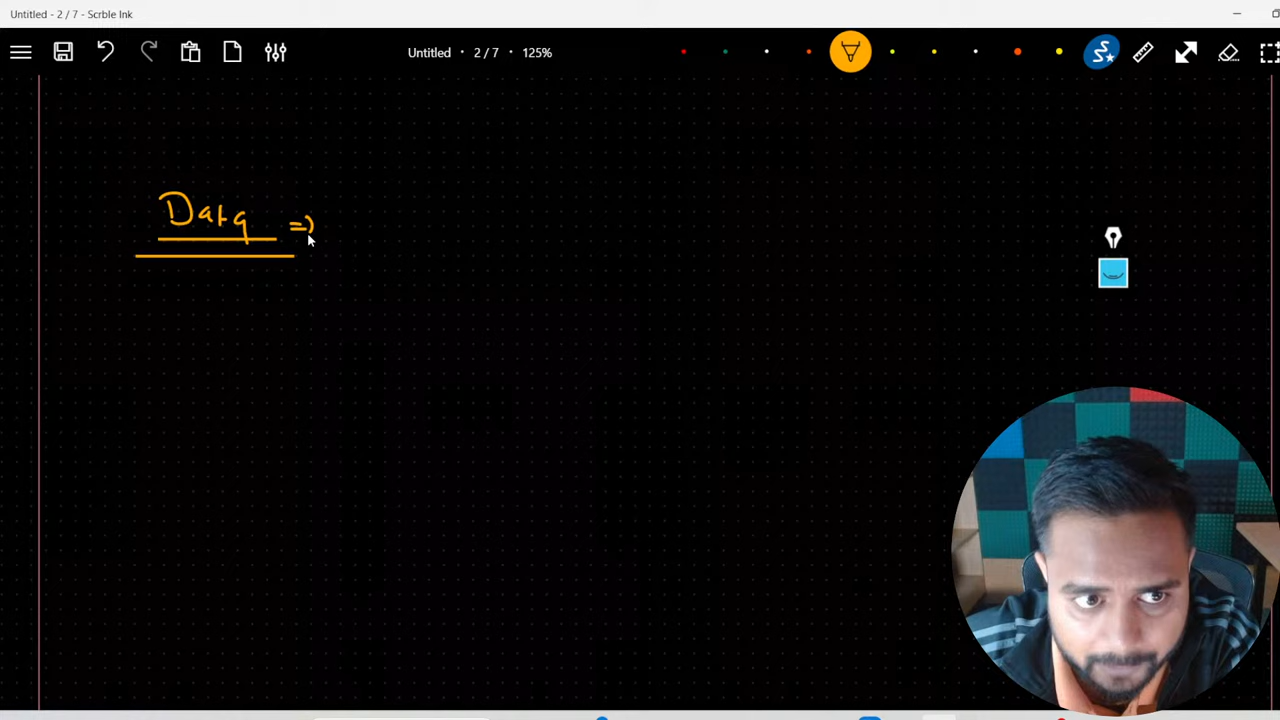 Untitled - 2 / 7 - Scrble Ink
Untitled • 2 / 7 • 125%
Data =>